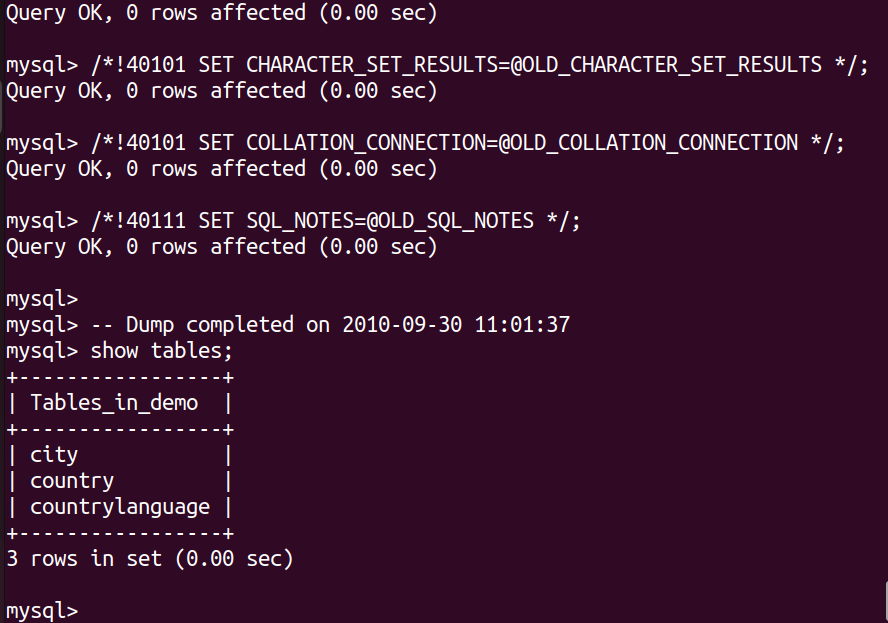 Query OK, 0 rows affected (0.00 sec)
mysql> /*!40101 SET CHARACTER_SET_RESULTS=@OLD_CHARACTER_SET_RESULTS */;
Query OK, 0 rows affected (0.00 sec)
mysql> /*!40101 SET COLLATION_CONNECTION=@OLD_COLLATION_CONNECTION */;
Query OK, 0 rows affected (0.00 sec)
mysql> /*!40111 SET SQL_NOTES=@OLD_SQL_NOTES */;
Query OK, 0 rows affected (0.00 sec)
mysql>
mysql> -- Dump completed on 2010-09-30 11:01:37
mysql> show tables;
+-----------------+
| Tables_in_demo  |
+-----------------+
| city            |
| country         |
| countrylanguage |
+-----------------+
3 rows in set (0.00 sec)
mysql>